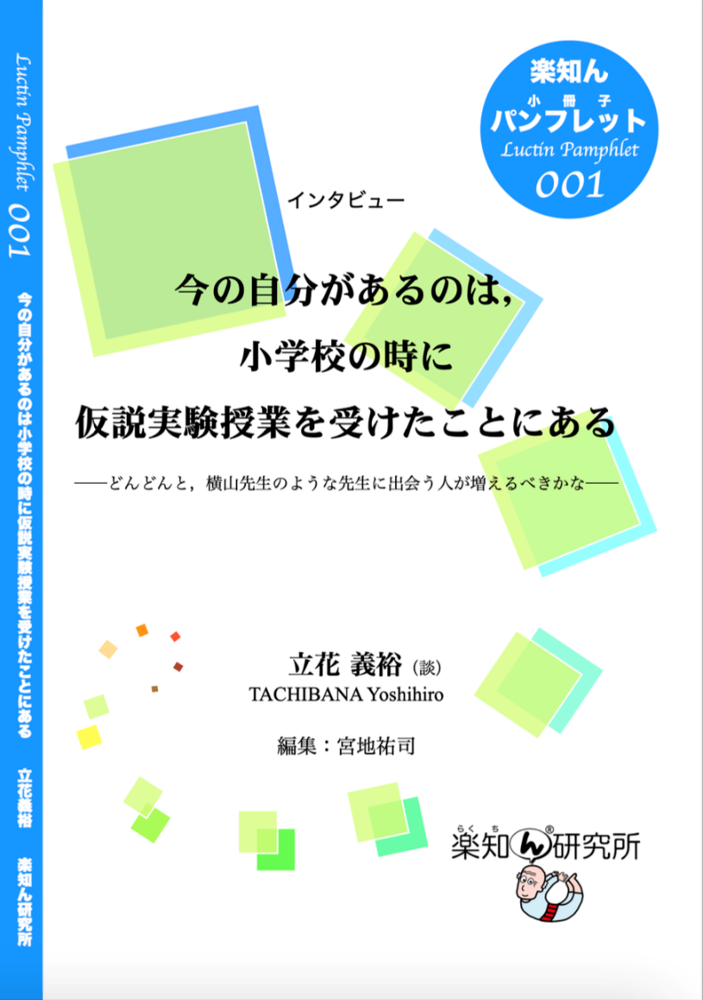 Luctin Pamphlet 001 今の自分があるのは小学校の時に仮説実験授業を受けたことにある 立花義裕 楽知ん研究所
楽知ん
小冊子
パンフレット
Luctin Pamphlet
001
インタビュー
今の自分があるのは,
小学校の時に
仮説実験授業を受けたことにある
——どんどんと，横山先生のような先生に出会う人が増えるべきかな——
立花 義裕（談）
TACHIBANA Yoshihiro
編集：宮地祐司
らくち
楽知ん®研究所